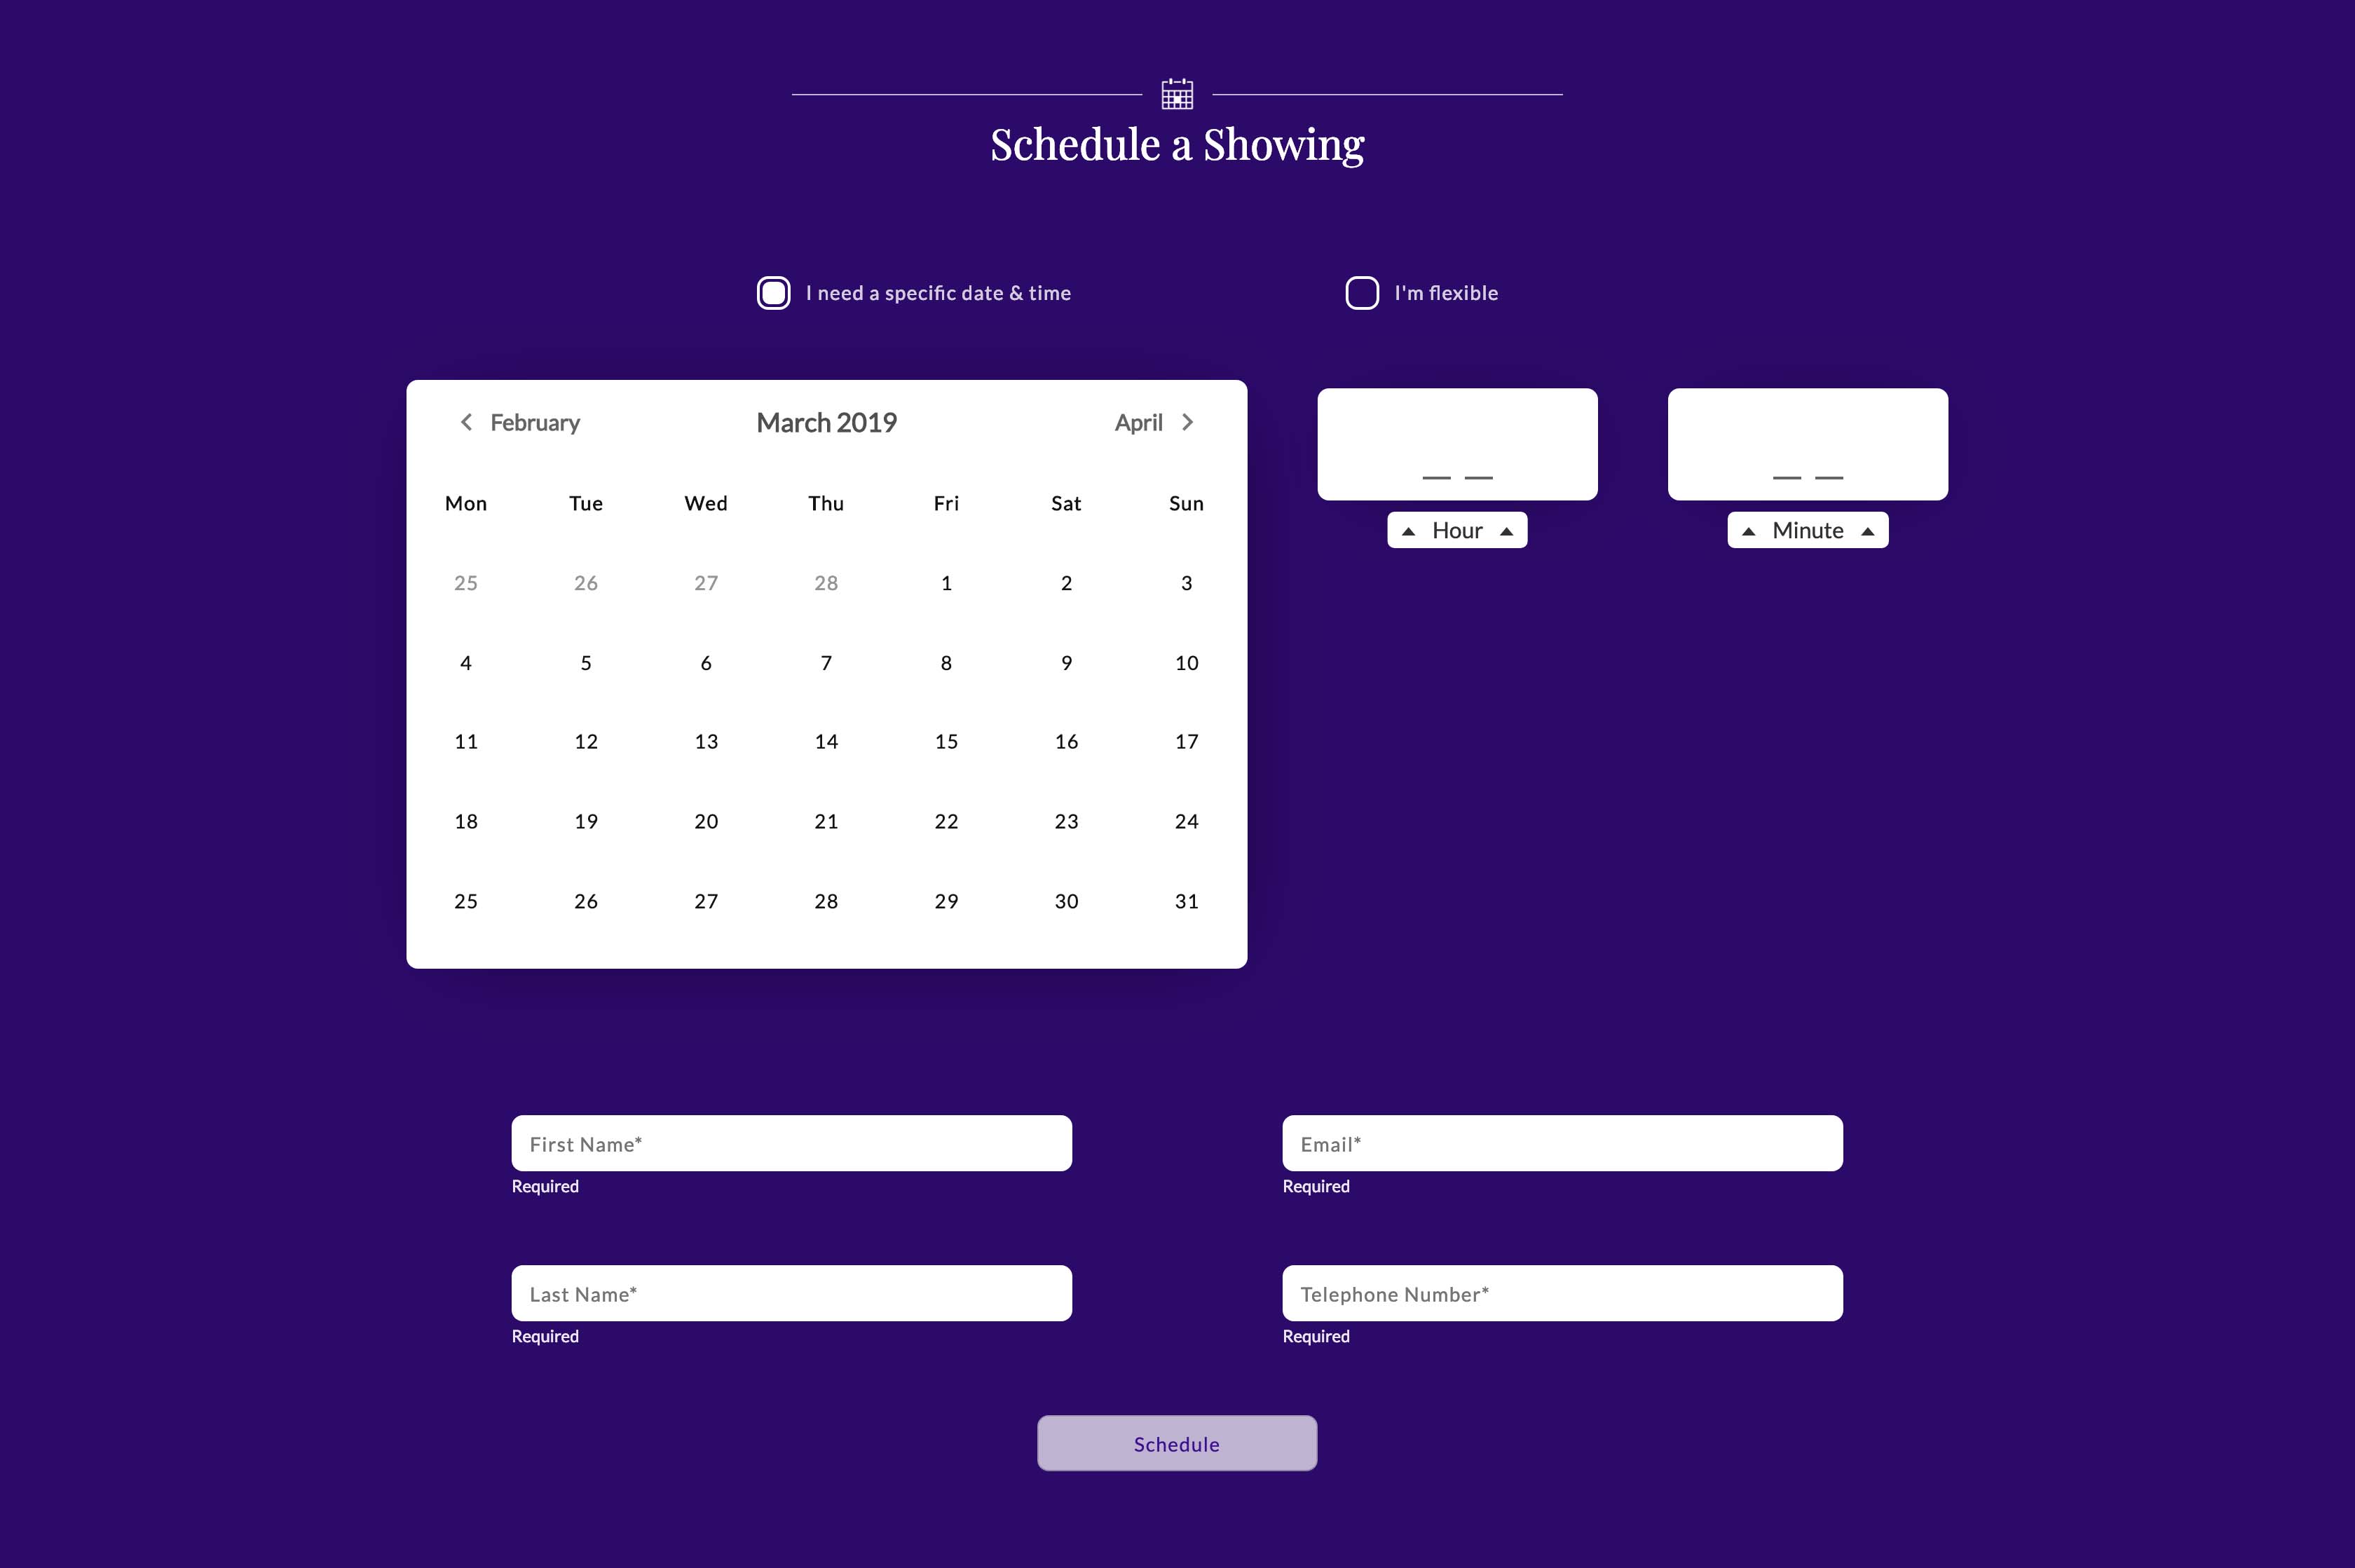 Schedule a Showing
I need a specific date & time
I'm flexible
February
March 2019
April
Mon Tue Wed Thu Fri Sat Sun
25 26 27 28 1 2 3
4 5 6 7 8 9 10
11 12 13 14 15 16 17
18 19 20 21 22 23 24
25 26 27 28 29 30 31
Hour
Minute
First Name*
Required
Email*
Required
Last Name*
Required
Telephone Number*
Required
Schedule